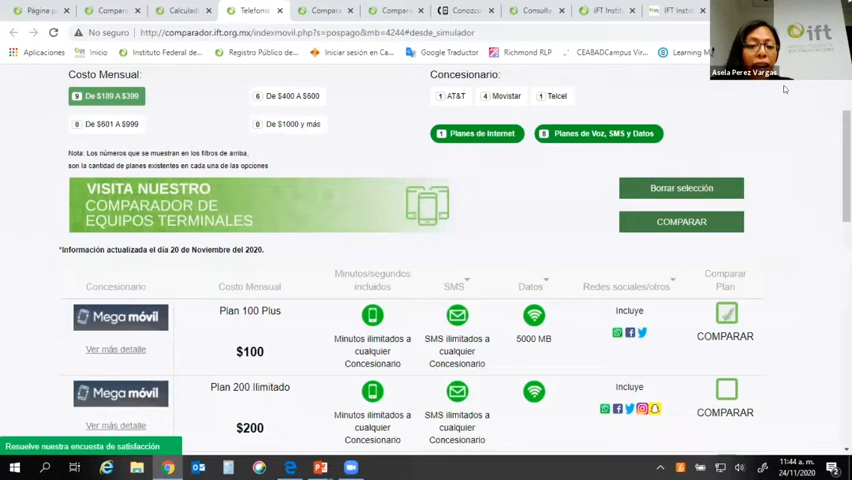 Página p
Compara
Calculad
Telefonía
Compara
Compara
Conozco
Consulte
IFT Instit
IFT Insti
No seguro
http://comparador.ift.org.mx/indexmovil.php?s=pospago&mb=4244#desde_simulador
Aplicaciones
Inicio
Instituto Federal de...
Registro Público de...
Iniciar sesión en Ca...
Facebook
Richmond RLP
CEABADCampus Vir...
Learning M
ift
Asela Perez Vargas
Costo Mensual:
Concesionario:
9 De $189 A $399
6 De $400 A $600
1 AT&T
4 Movistar
1 Telcel
0 De $601 A $999
0 De $1000 y más
1 Planes de Internet
8 Planes de Voz, SMS y Datos
Nota: Los números que se muestran en los filtros de arriba,
son la cantidad de planes existentes en cada una de las opciones
VISITA NUESTRO
COMPARADOR DE
EQUIPOS TERMINALES
Borrar selección
COMPARAR
*Información actualizada el día 20 de Noviembre del 2020.
Concesionario
Costo Mensual
Minutos/segundos
incluidos
SMS
Datos
Redes sociales/otros
Comparar
Plan
Mega móvil
Ver más detalle
Plan 100 Plus
$100
Minutos ilimitados a
cualquier
Concesionario
SMS ilimitados a
cualquier
Concesionario
5000 MB
Incluye
COMPARAR
Mega móvil
Ver más detalle
Plan 200 Ilimitado
$200
Minutos ilimitados a
cualquier
Concesionario
SMS ilimitados a
cualquier
Concesionario
Incluye
COMPARAR
Resuelve nuestra encuesta de satisfacción
11:44 a. m.
24/11/2020
2